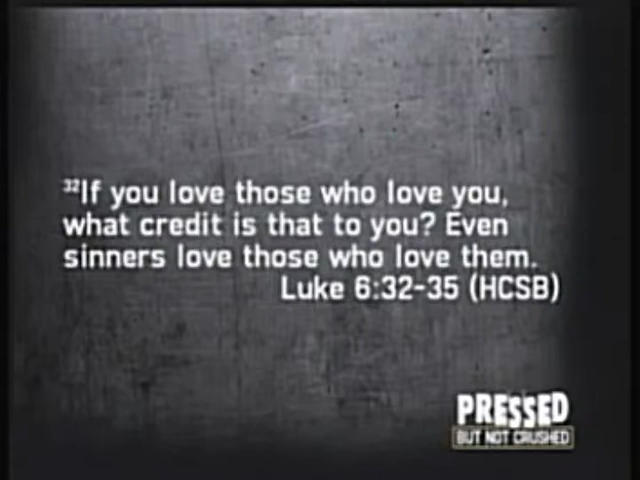 ³²If you love those who love you,
what credit is that to you? Even
sinners love those who love them.
Luke 6:32-35 (HCSB)
PRESSED
BUT NOT CRUSHED